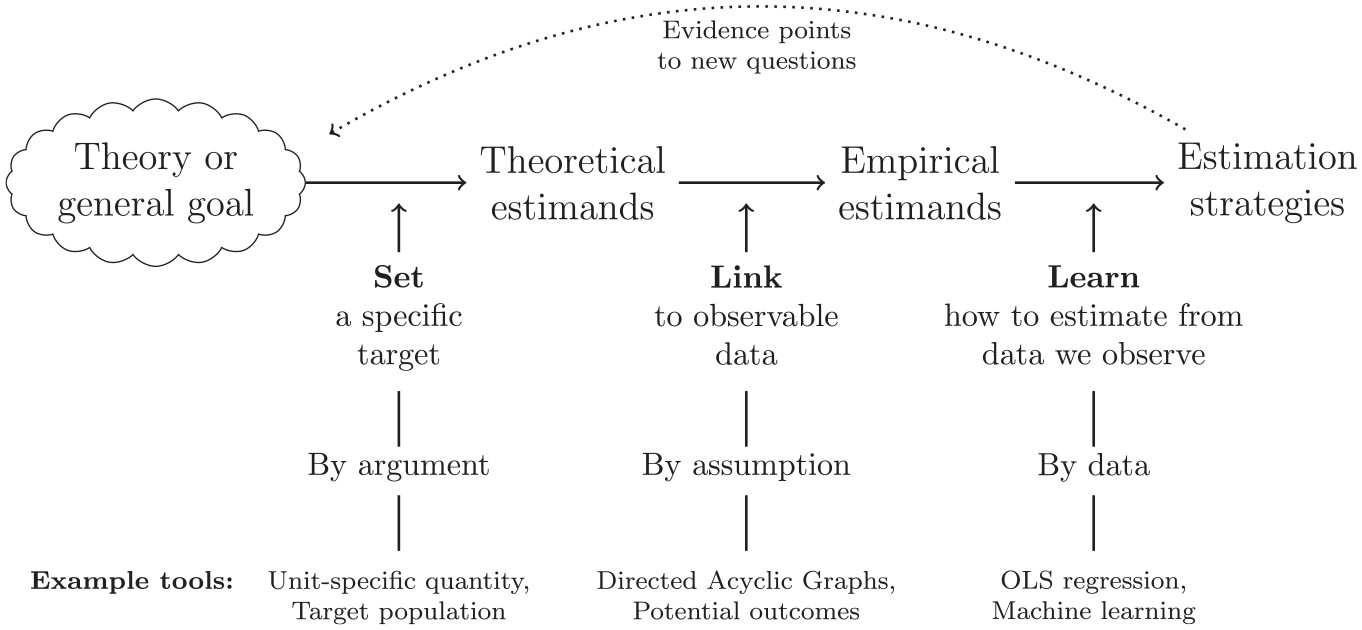 Evidence points
to new questions
Theory or
general goal
Theoretical
estimands
Empirical
estimands
Estimation
strategies
Set
a specific
target
Link
to observable
data
Learn
how to estimate from
data we observe
By argument
By assumption
By data
Example tools:
Unit-specific quantity,
Target population
Directed Acyclic Graphs,
Potential outcomes
OLS regression,
Machine learning